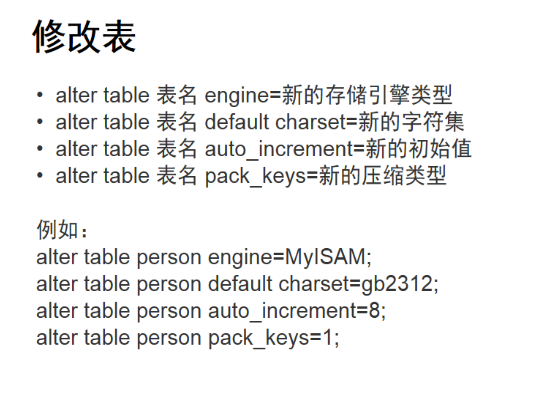 修改表
• alter table 表名 engine=新的存储引擎类型
• alter table 表名 default charset=新的字符集
• alter table 表名 auto_increment=新的初始值
• alter table 表名 pack_keys=新的压缩类型
例如：
alter table person engine=MyISAM;
alter table person default charset=gb2312;
alter table person auto_increment=8;
alter table person pack_keys=1;